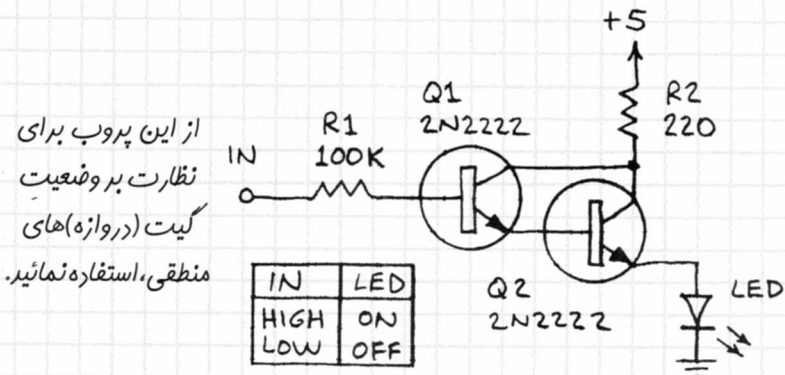 +5
R2
220
Q1
2N2222
R1
100K
IN
از این پروب برای
نظارت بر وضعیتِ
گیت (دروازه)های
منطقی، استفاده نمائید.
IN LED
HIGH ON
LOW OFF
Q2
2N2222
LED